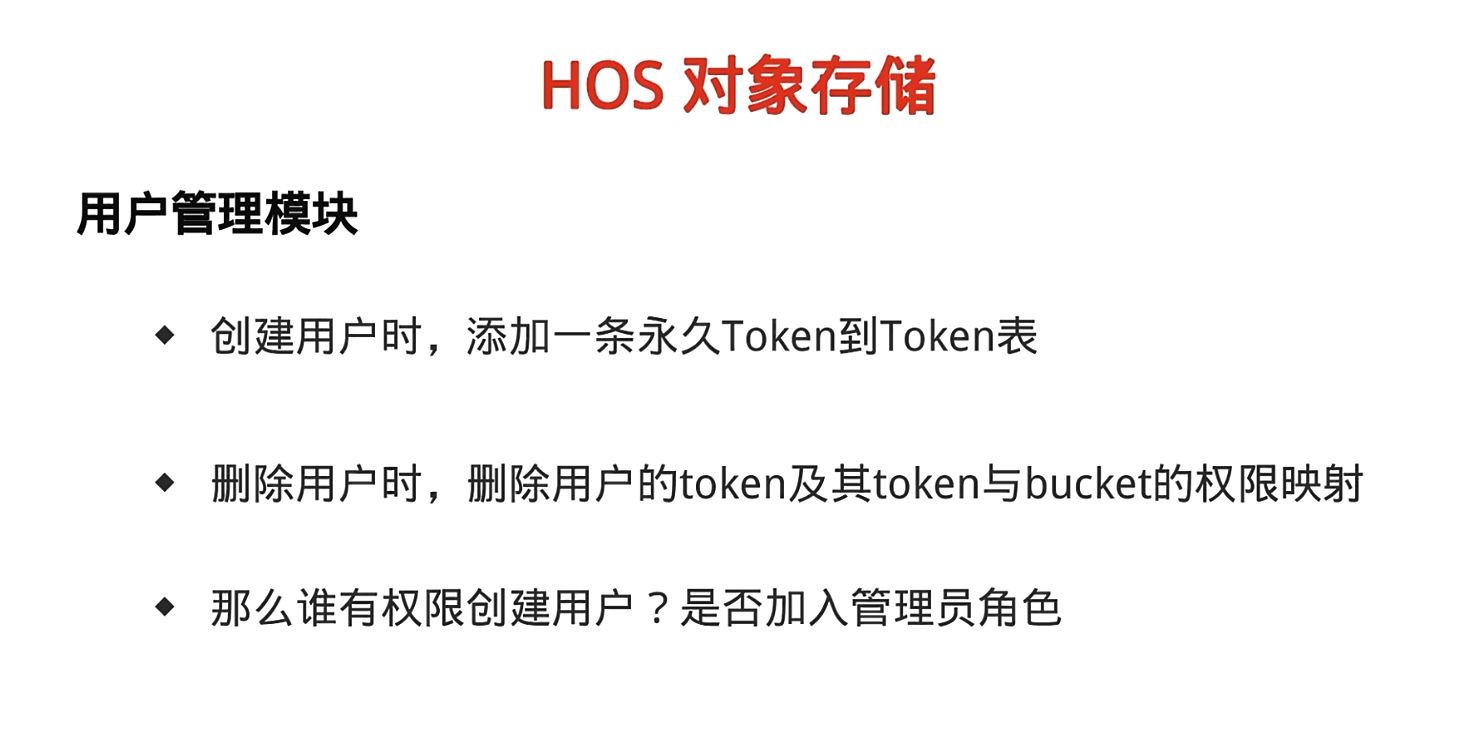 HOS 对象存储
用户管理模块
◆ 创建用户时，添加一条永久Token到Token表
◆ 删除用户时，删除用户的token及其token与bucket的权限映射
◆ 那么谁有权限创建用户？是否加入管理员角色